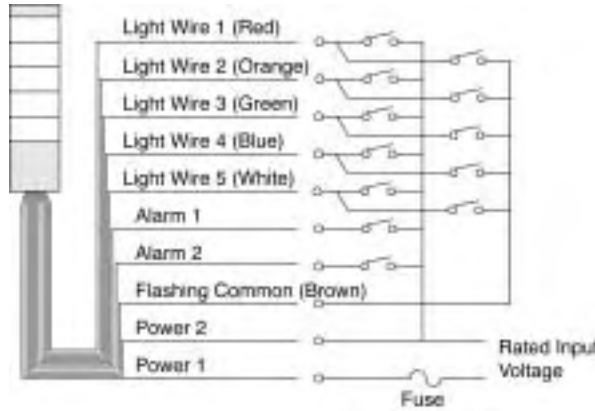 Light Wire 1 (Red)
Light Wire 2 (Orange)
Light Wire 3 (Green)
Light Wire 4 (Blue)
Light Wire 5 (White)
Alarm 1
Alarm 2
Flashing Common (Brown)
Power 2
Rated Input
Voltage
Power 1
Fuse